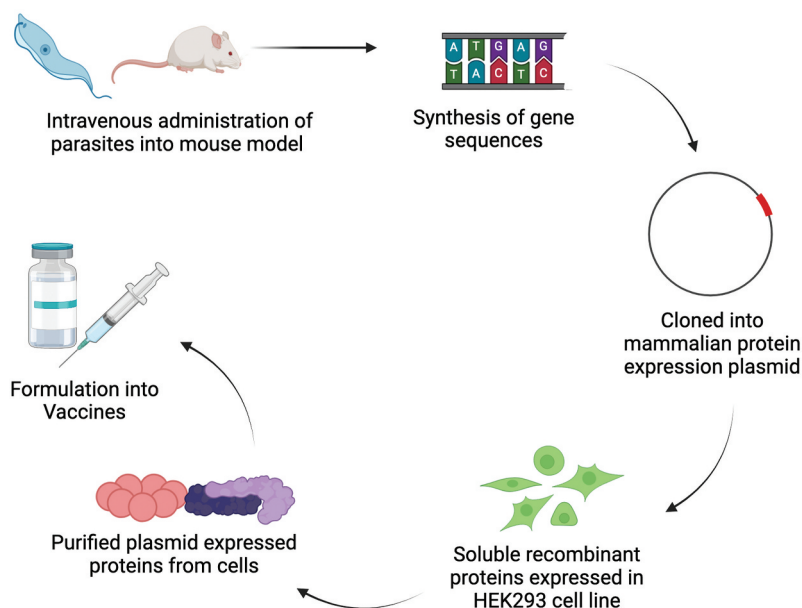 Intravenous administration of
parasites into mouse model
A T G A G
T A C T C
Synthesis of gene
sequences
Cloned into
mammalian protein
expression plasmid
Soluble recombinant
proteins expressed in
HEK293 cell line
Purified plasmid expressed
proteins from cells
Formulation into
Vaccines